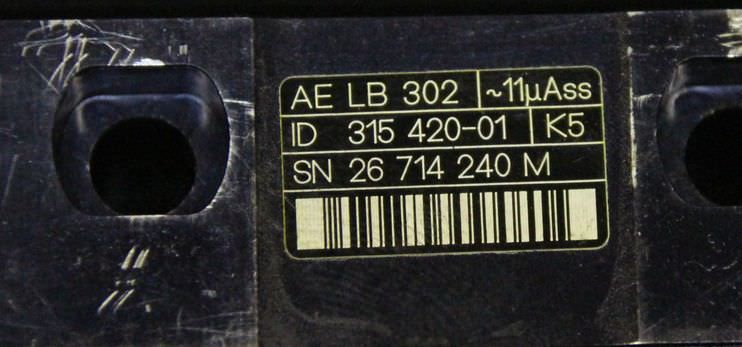 AE LB 302 ~11µAss
ID 315 420-01 K5
SN 26 714 240 M